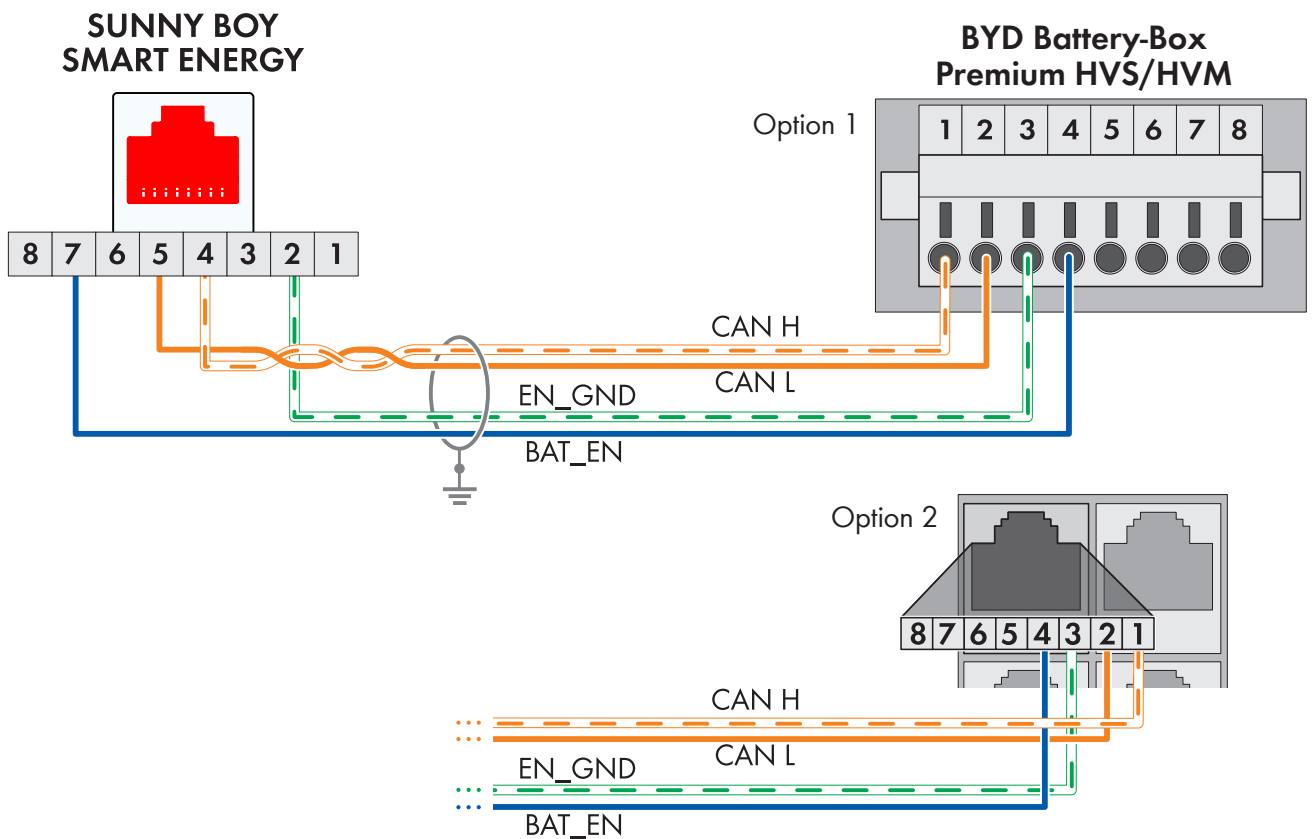 SUNNY BOY
SMART ENERGY
BYD Battery-Box
Premium HVS/HVM
Option 1
1 2 3 4 5 6 7 8
8 7 6 5 4 3 2 1
CAN H
CAN L
EN_GND
BAT_EN
Option 2
8 7 6 5 4 3 2 1
CAN H
CAN L
EN_GND
BAT_EN